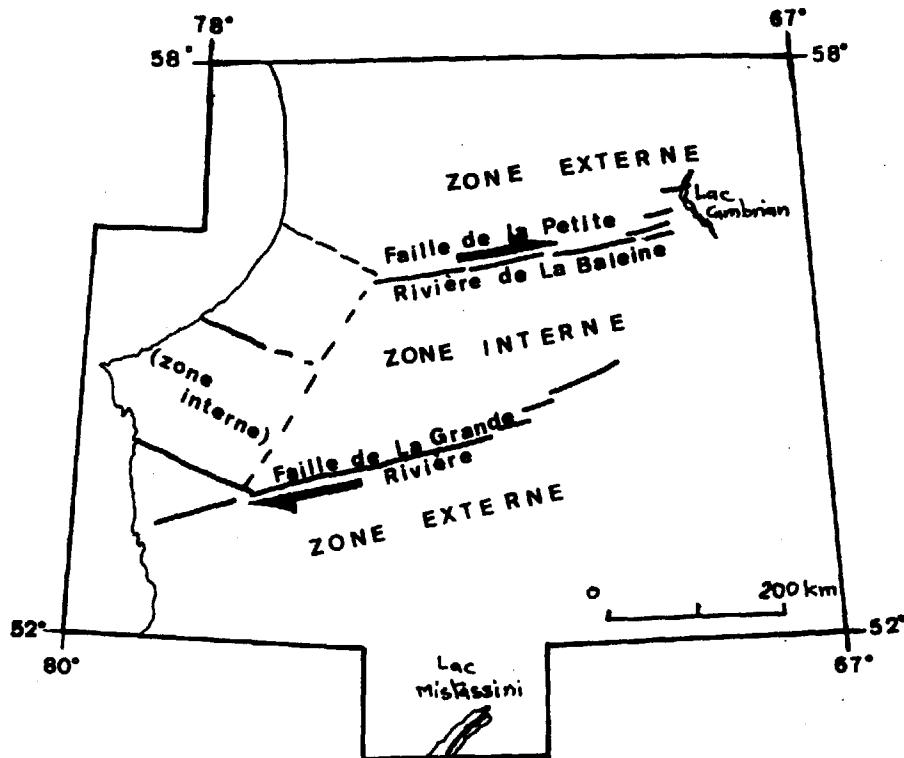 78°
67°
58°
58°
ZONE EXTERNE
Lac
Cambrian
Faille de la Petite
Rivière de La Baleine
ZONE INTERNE
(zone
interne)
Faille de La Grande
Rivière
ZONE EXTERNE
0 200 km
52°
52°
80°
67°
Lac
Mistassini